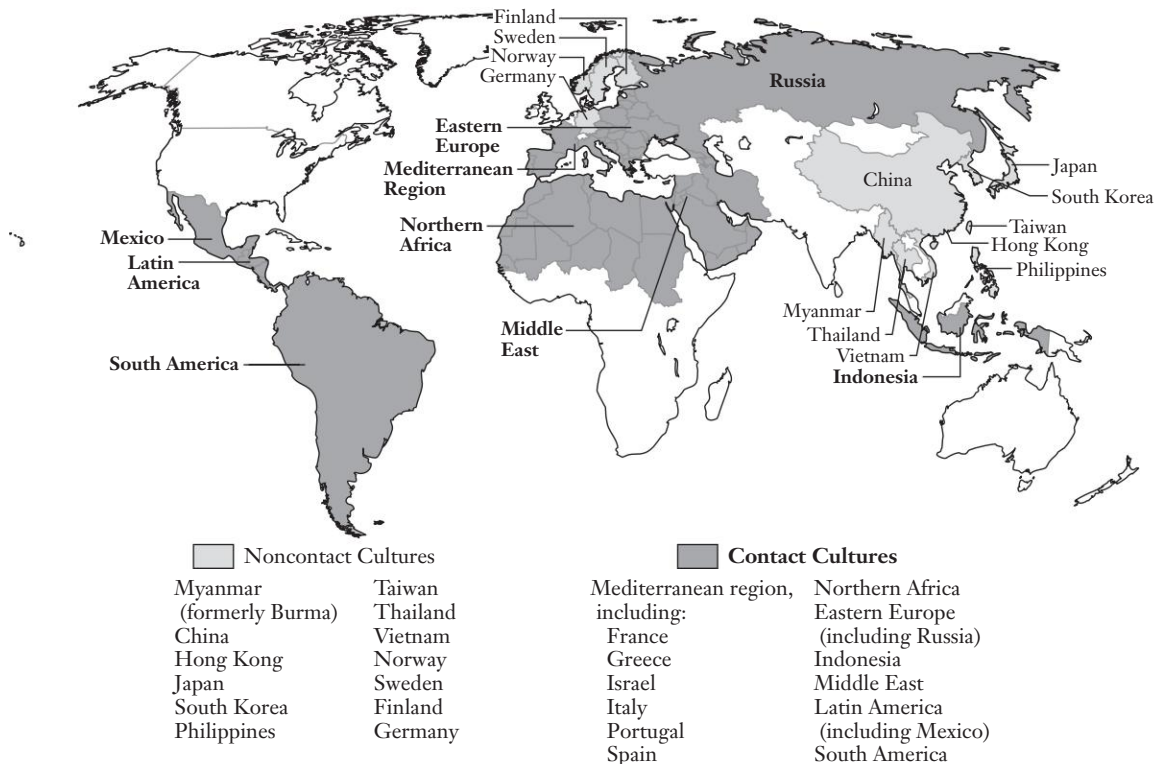 Finland
Sweden
Norway
Germany
Russia
Eastern
Europe
Mediterranean
Region
China
Japan
South Korea
Northern
Africa
Taiwan
Hong Kong
Philippines
Mexico
Latin
America
Myanmar
Thailand
Vietnam
Indonesia
Middle
East
South America
Noncontact Cultures
Myanmar
(formerly Burma)
China
Hong Kong
Japan
South Korea
Philippines
Taiwan
Thailand
Vietnam
Norway
Sweden
Finland
Germany
Contact Cultures
Mediterranean region,
including:
France
Greece
Israel
Italy
Portugal
Spain
Northern Africa
Eastern Europe
(including Russia)
Indonesia
Middle East
Latin America
(including Mexico)
South America